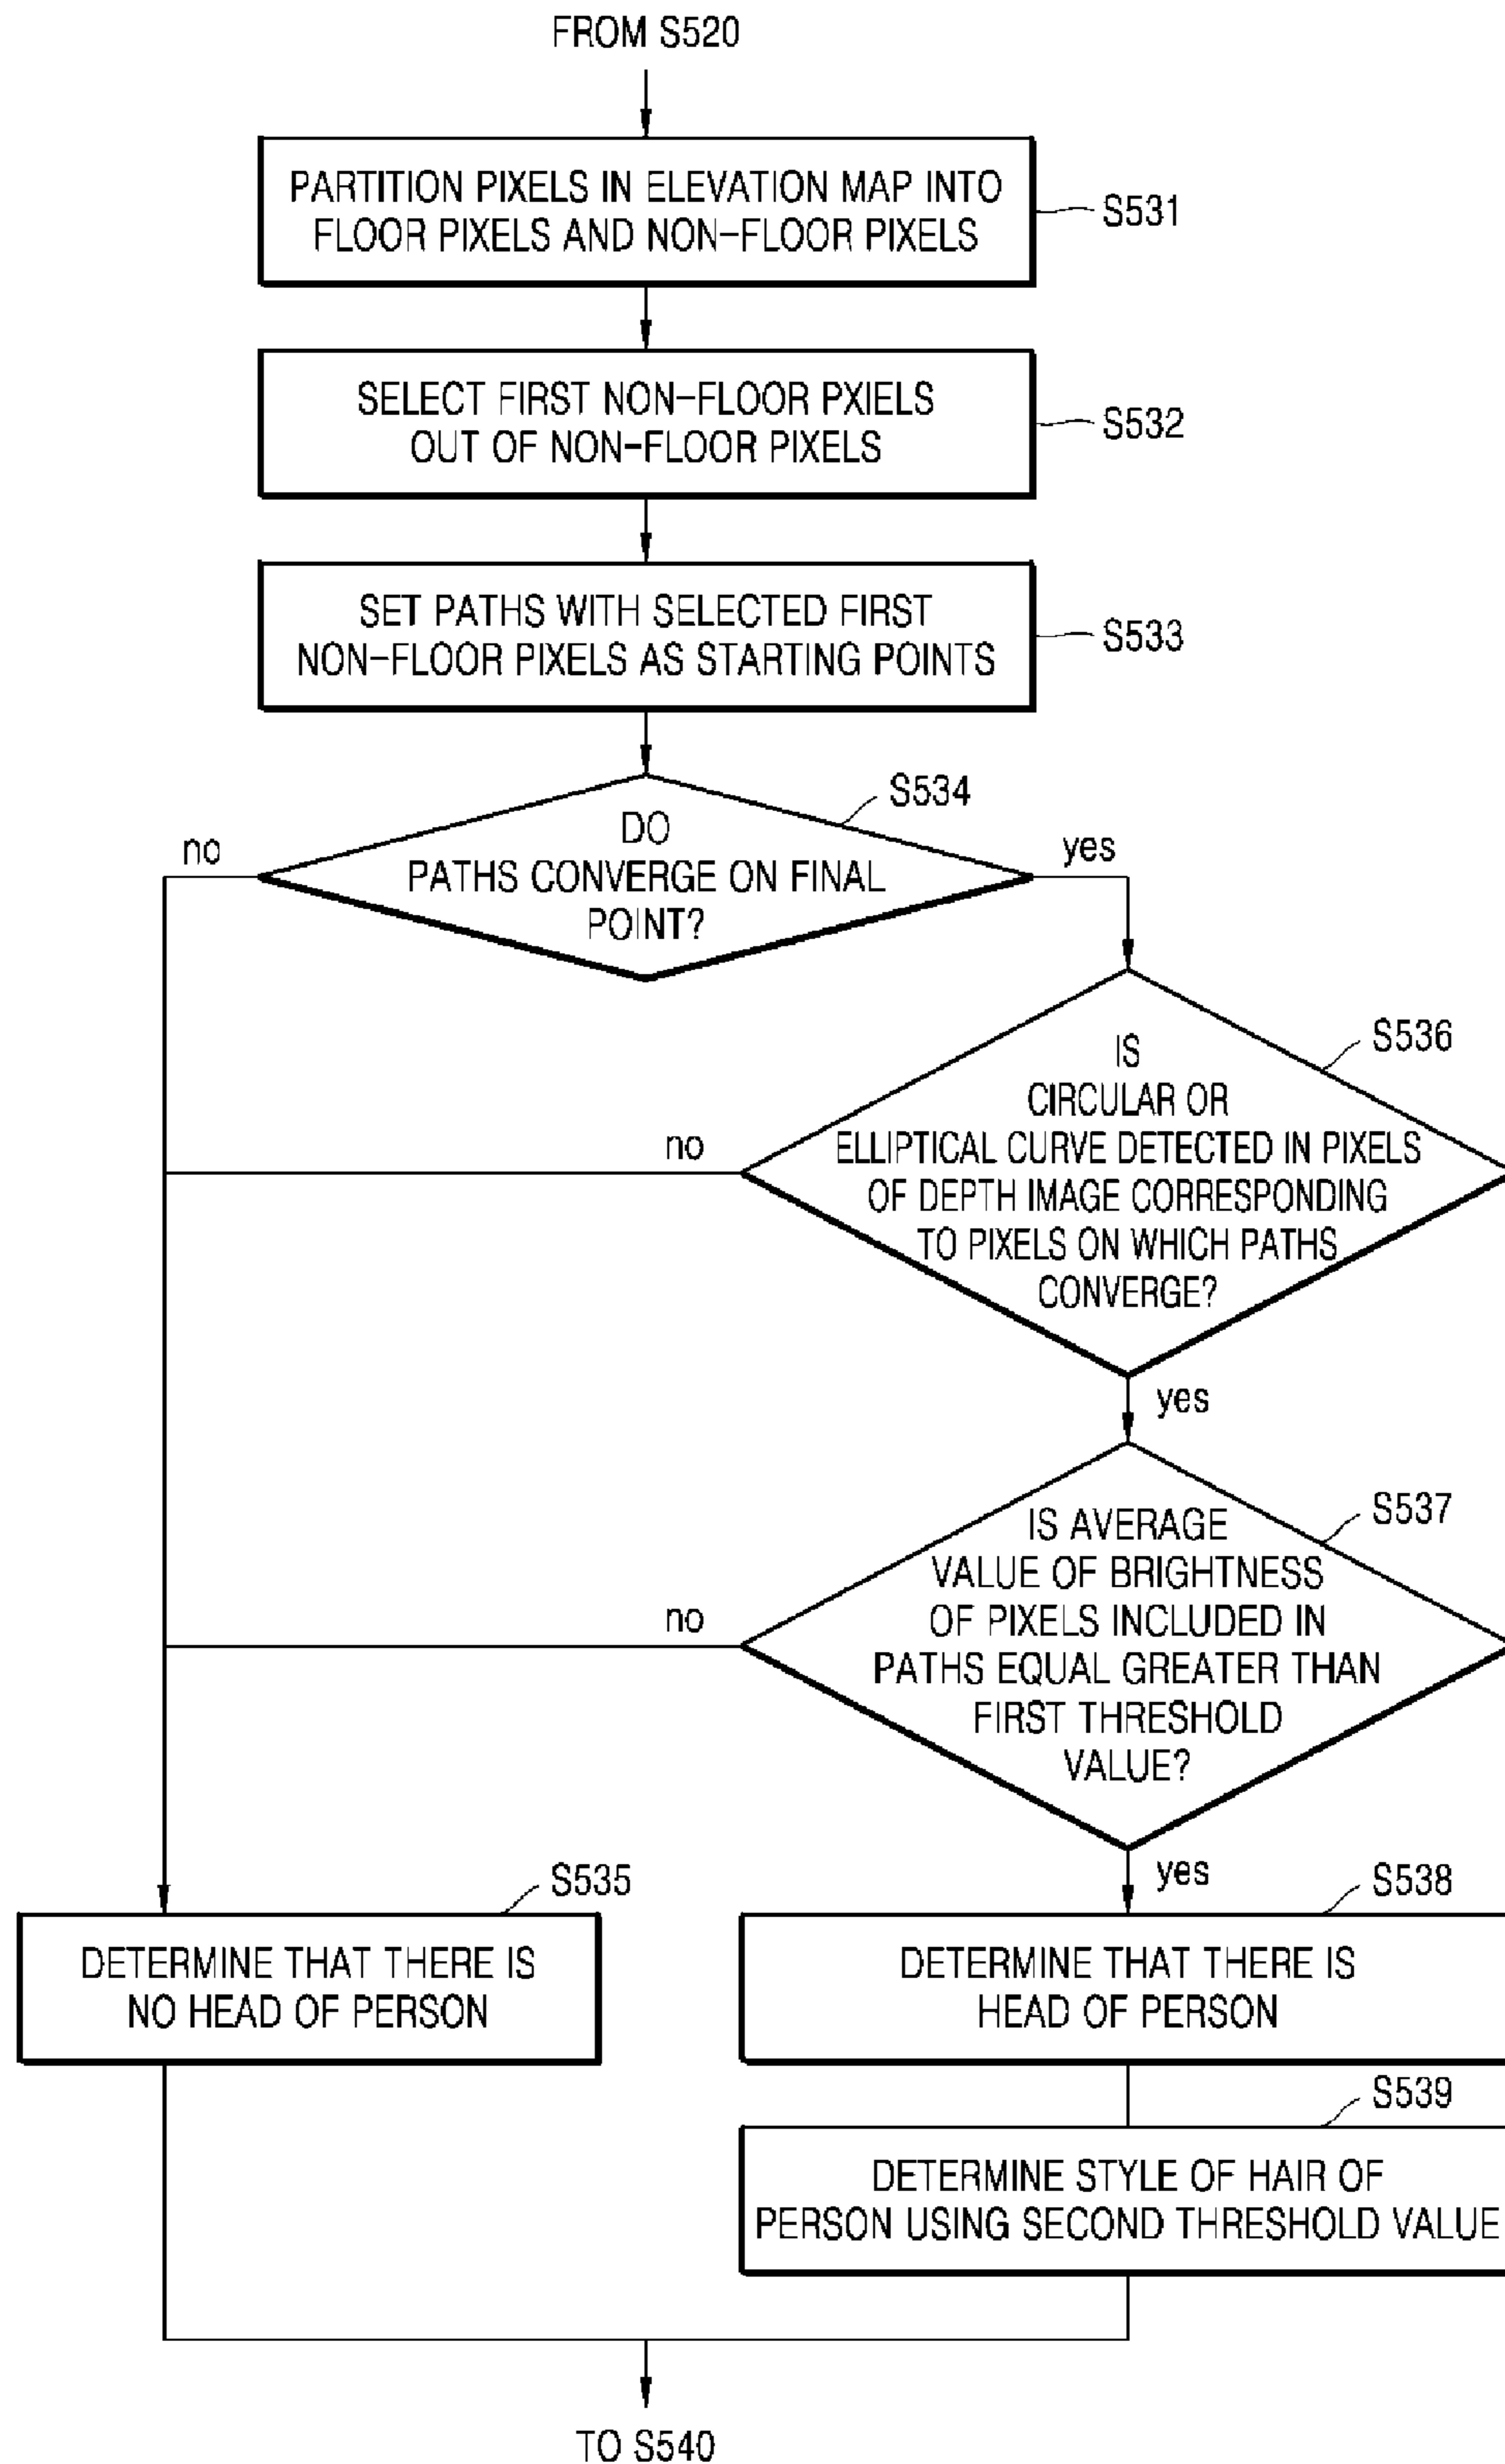 FROM S520
PARTITION PIXELS IN ELEVATION MAP INTO
FLOOR PIXELS AND NON-FLOOR PIXELS
S531
SELECT FIRST NON-FLOOR PXIELS
OUT OF NON-FLOOR PIXELS
S532
SET PATHS WITH SELECTED FIRST
NON-FLOOR PIXELS AS STARTING POINTS
S533
S534
DO
PATHS CONVERGE ON FINAL
POINT?
no
yes
S536
IS
CIRCULAR OR
ELLIPTICAL CURVE DETECTED IN PIXELS
OF DEPTH IMAGE CORRESPONDING
TO PIXELS ON WHICH PATHS
CONVERGE?
no
yes
S537
IS AVERAGE
VALUE OF BRIGHTNESS
OF PIXELS INCLUDED IN
PATHS EQUAL GREATER THAN
FIRST THRESHOLD
VALUE?
no
yes
S535
DETERMINE THAT THERE IS
NO HEAD OF PERSON
S538
DETERMINE THAT THERE IS
HEAD OF PERSON
S539
DETERMINE STYLE OF HAIR OF
PERSON USING SECOND THRESHOLD VALUE
TO S540